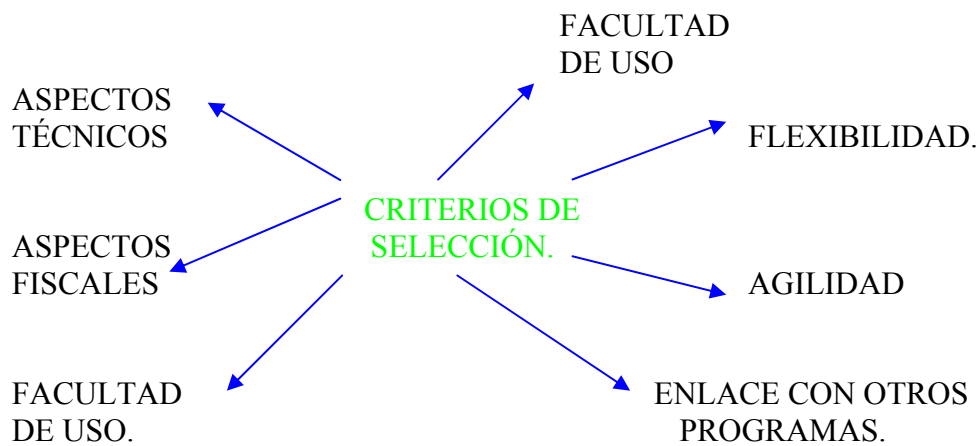 FACULTAD
DE USO
ASPECTOS
TÉCNICOS
FLEXIBILIDAD.
CRITERIOS DE
SELECCIÓN.
ASPECTOS
FISCALES
AGILIDAD
FACULTAD
DE USO.
ENLACE CON OTROS
PROGRAMAS.